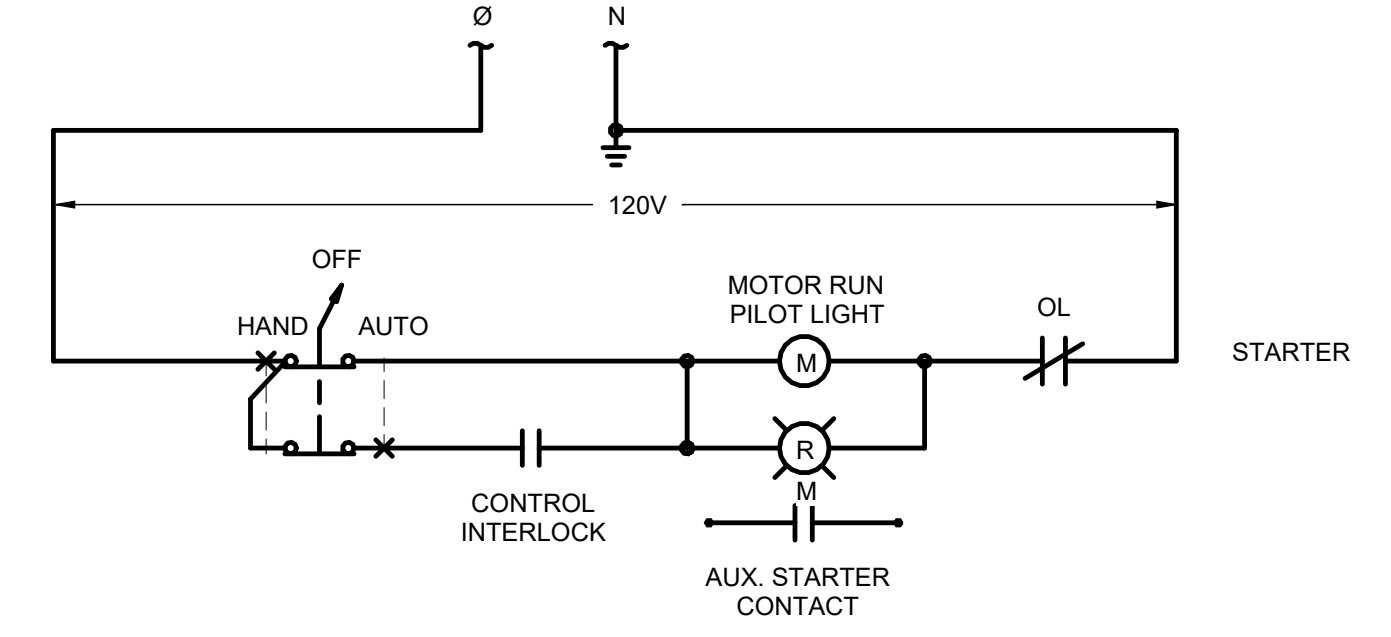 Ø
N
120V
OFF
HAND
AUTO
MOTOR RUN
PILOT LIGHT
OL
M
STARTER
R
M
CONTROL
INTERLOCK
AUX. STARTER
CONTACT